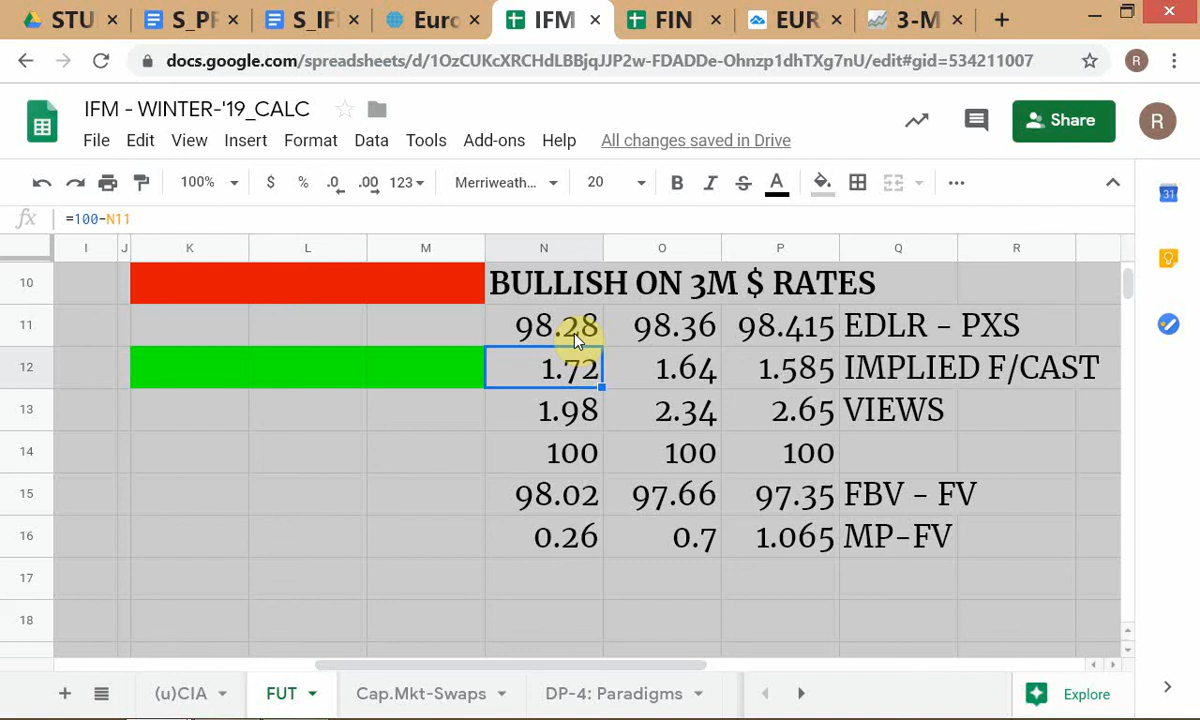 STU S_PF S_IF Euro IFM FIN EUR 3-M
docs.google.com/spreadsheets/d/1OzCUKcXRCHdLBBjqJJP2w-FDADDe-Ohnzp1dhTXg7nU/edit#gid=534211007 R
IFM - WINTER-'19_CALC
Share R
File Edit View Insert Format Data Tools Add-ons Help All changes saved in Drive
100% $ % .0 .00 123 Merriweath... 20 B I S A
31
fx =100-N11
I J K L M N O P Q R
10 BULLISH ON 3M $ RATES
11 98.28 98.36 98.415 EDLR - PXS
12 1.72 1.64 1.585 IMPLIED F/CAST
13 1.98 2.34 2.65 VIEWS
14 100 100 100
15 98.02 97.66 97.35 FBV - FV
16 0.26 0.7 1.065 MP-FV
17
18
(u)CIA FUT Cap.Mkt-Swaps DP-4: Paradigms Explore